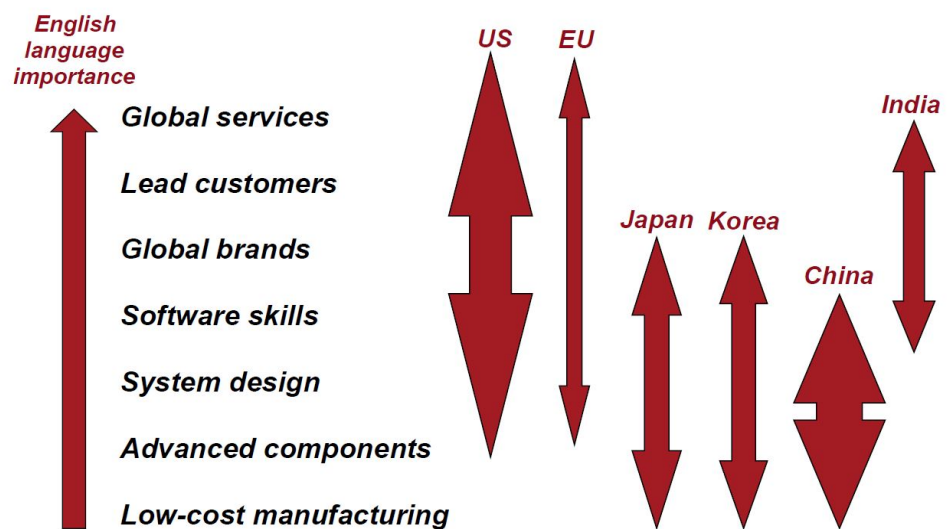 English
language
importance
US
EU
India
Global services
Lead customers
Japan
Korea
Global brands
China
Software skills
System design
Advanced components
Low-cost manufacturing